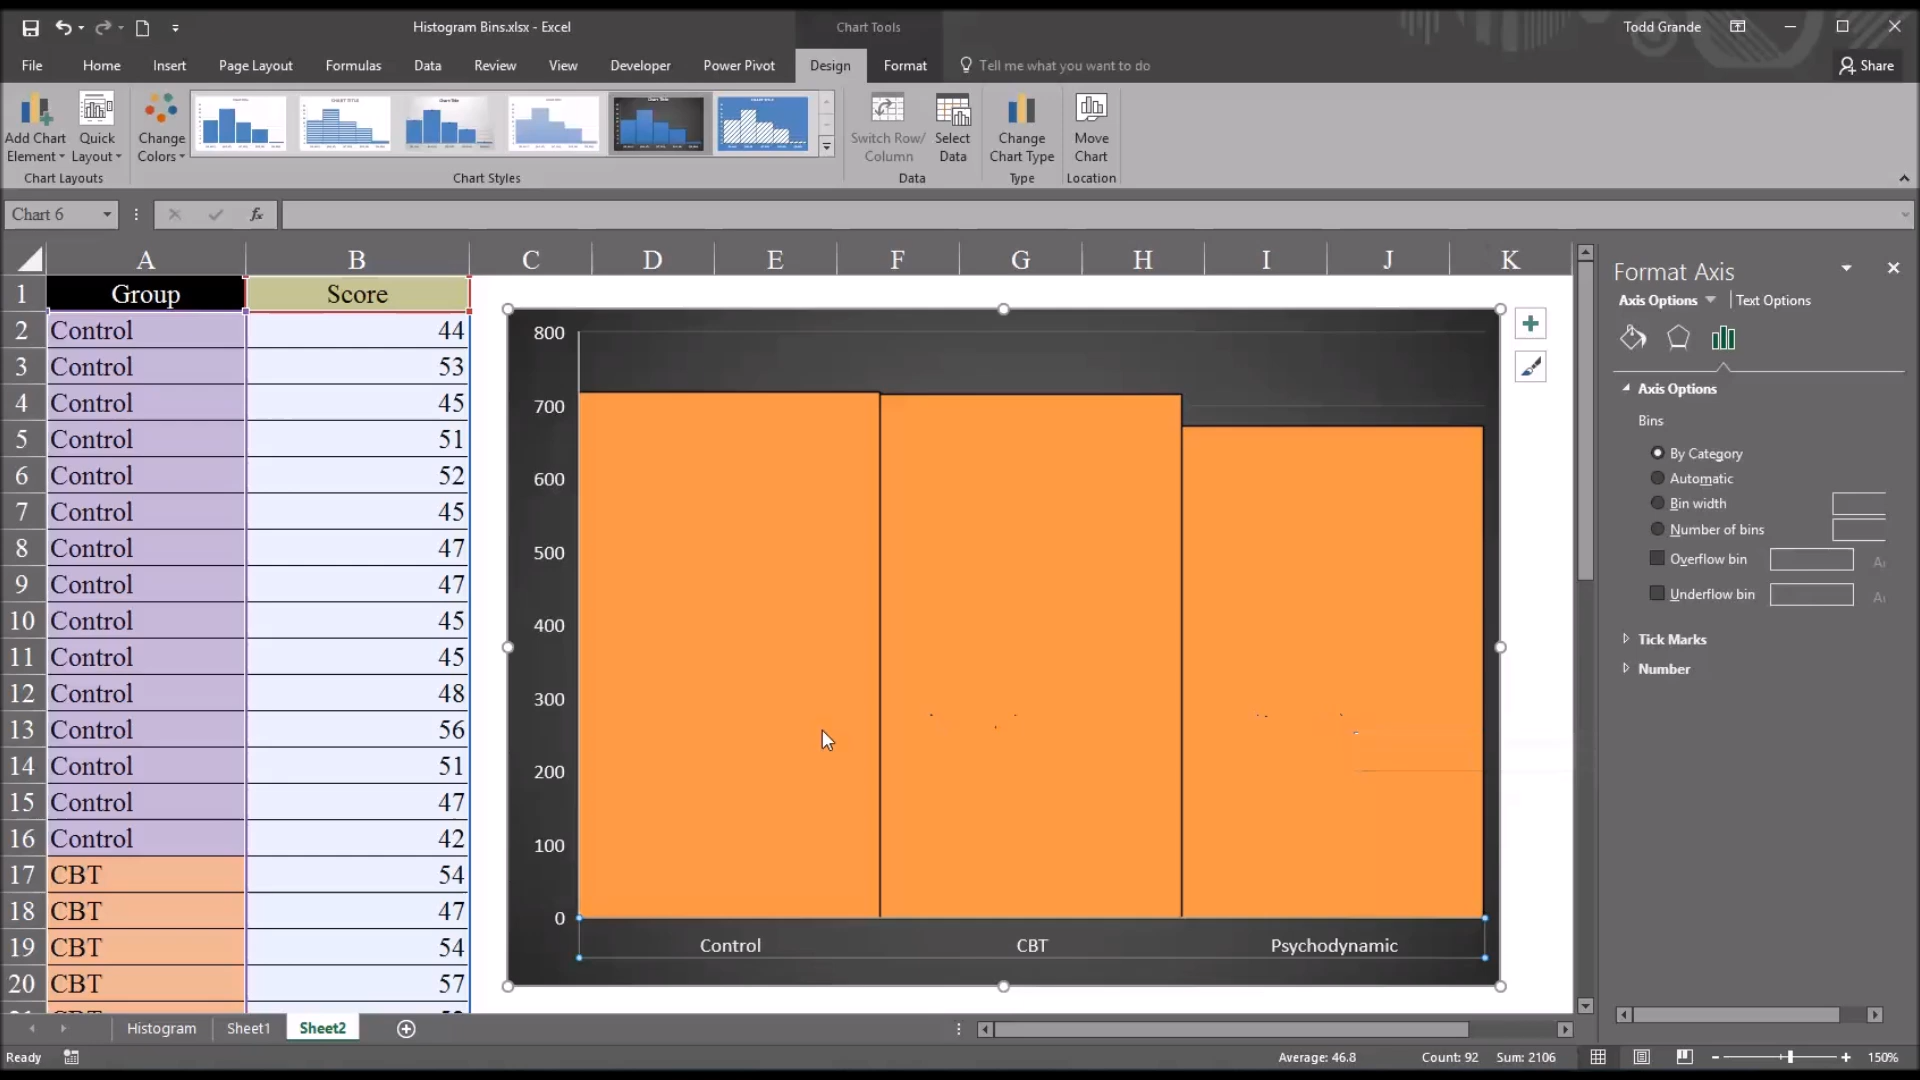 Histogram Bins.xlsx - Excel
Chart Tools
Todd Grande
File Home Insert Page Layout Formulas Data Review View Developer Power Pivot Design Format Tell me what you want to do Share
Add Chart Element
Quick Layout
Change Colors
Switch Row/ Column
Select Data
Change Chart Type
Move Chart
Chart Layouts
Chart Styles
Data
Type
Location
Chart 6
fx
A B C D E F G H I J K
1 Group Score
2 Control 44
3 Control 53
4 Control 45
5 Control 51
6 Control 52
7 Control 45
8 Control 47
9 Control 47
10 Control 45
11 Control 45
12 Control 48
13 Control 56
14 Control 51
15 Control 47
16 Control 42
17 CBT 54
18 CBT 47
19 CBT 54
20 CBT 57
800
700
600
500
400
300
200
100
0
Control CBT Psychodynamic
Format Axis
Axis Options Text Options
Axis Options
Bins
By Category
Automatic
Bin width
Number of bins
Overflow bin
Underflow bin
Tick Marks
Number
Histogram Sheet1 Sheet2
Ready Average: 46.8 Count: 92 Sum: 2106 150%